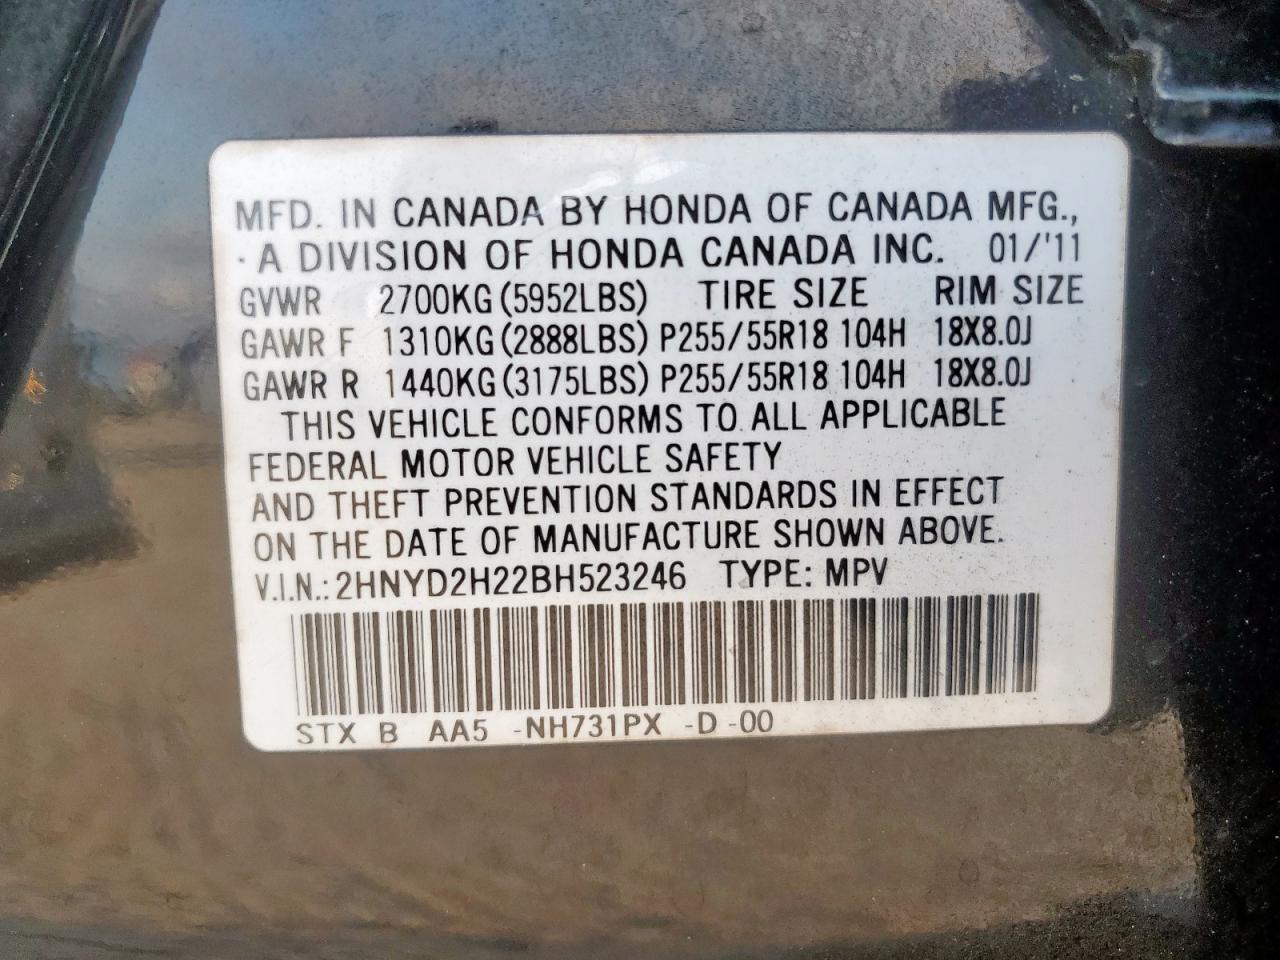 MFD. IN CANADA BY HONDA OF CANADA MFG.,
· A DIVISION OF HONDA CANADA INC. 01/'11
GVWR 2700KG(5952LBS) TIRE SIZE RIM SIZE
GAWR F 1310KG(2888LBS) P255/55R18 104H 18X8.0J
GAWR R 1440KG(3175LBS) P255/55R18 104H 18X8.0J
THIS VEHICLE CONFORMS TO ALL APPLICABLE
FEDERAL MOTOR VEHICLE SAFETY
AND THEFT PREVENTION STANDARDS IN EFFECT
ON THE DATE OF MANUFACTURE SHOWN ABOVE.
V.I.N.: 2HNYD2H22BH523246 TYPE: MPV
STX B AA5 -NH731PX -D -00